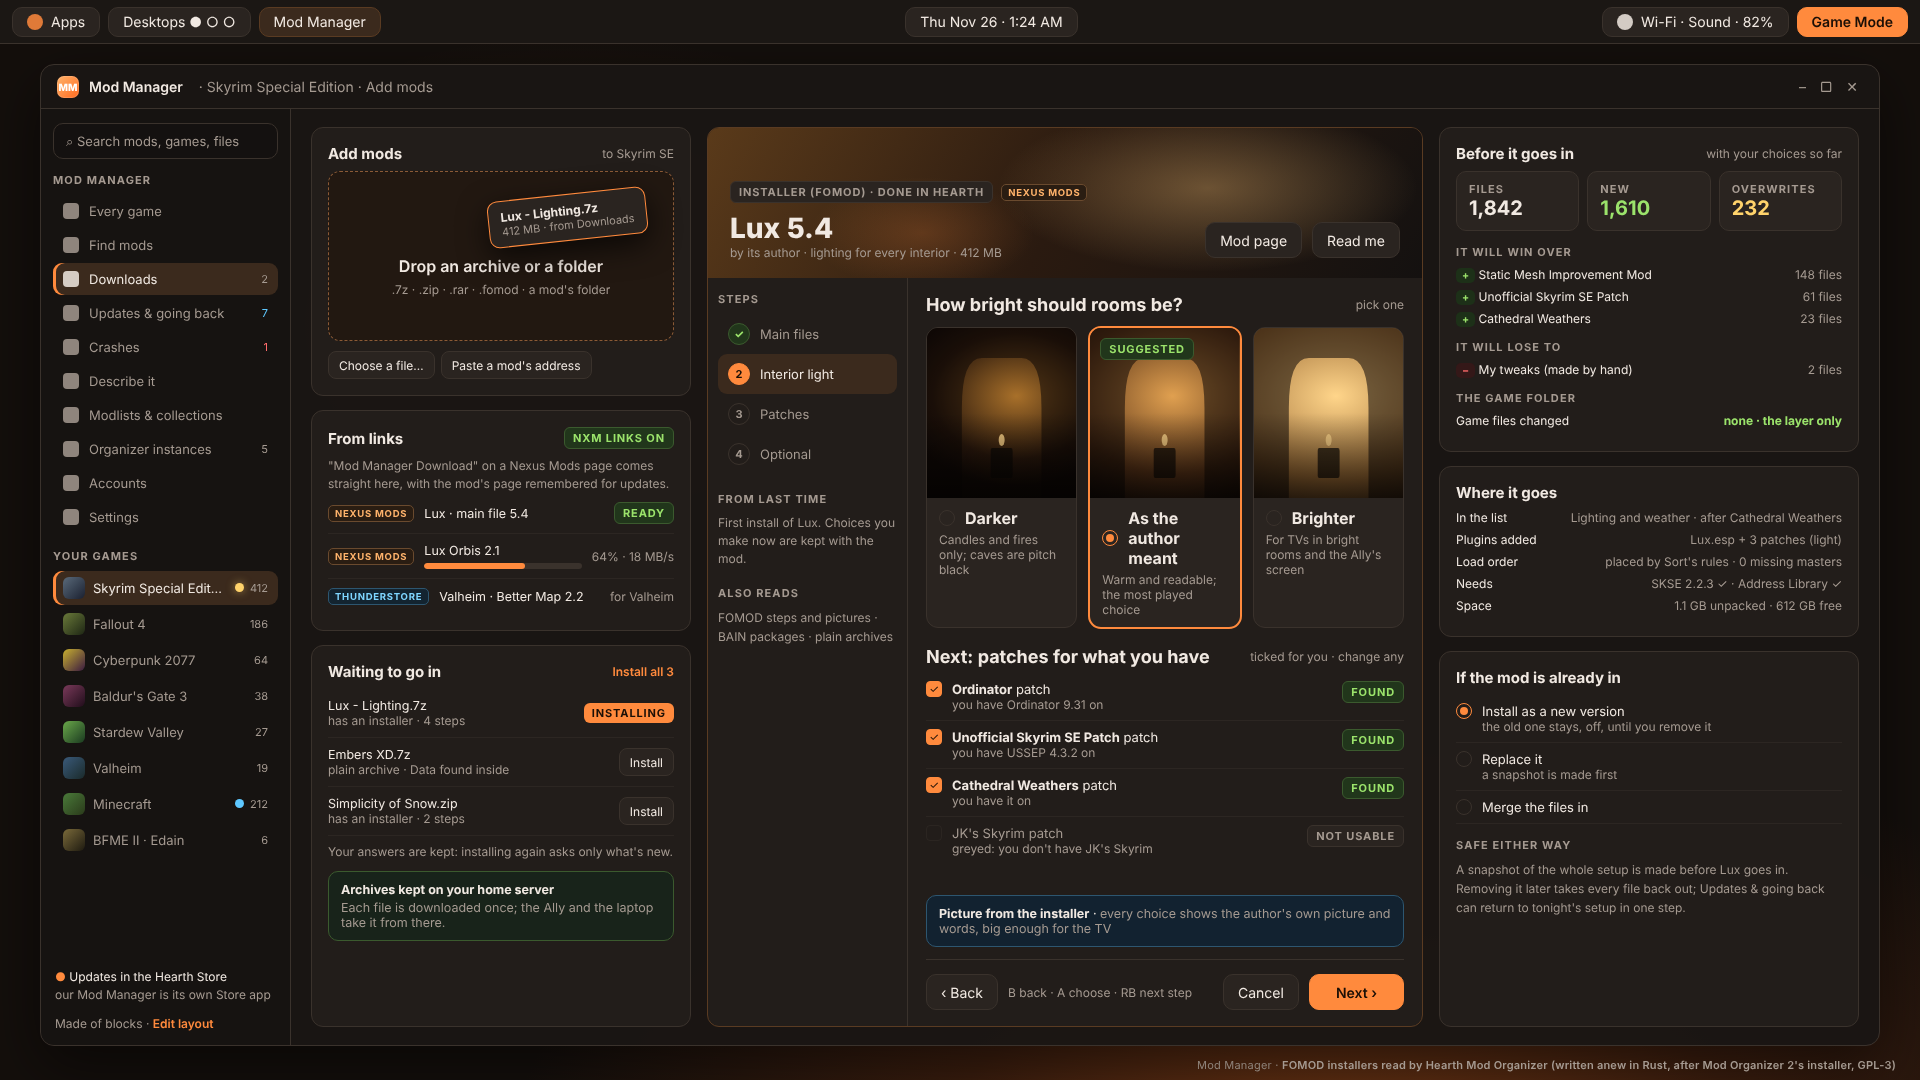 Apps
Desktops
Mod Manager
Thu Nov 26 · 1:24 AM
Wi-Fi · Sound · 82%
Game Mode
MM
Mod Manager · Skyrim Special Edition · Add mods
Search mods, games, files
MOD MANAGER
Every game
Find mods
Downloads 2
Updates & going back 7
Crashes 1
Describe it
Modlists & collections
Organizer instances 5
Accounts
Settings
YOUR GAMES
Skyrim Special Edit... 412
Fallout 4 186
Cyberpunk 2077 64
Baldur's Gate 3 38
Stardew Valley 27
Valheim 19
Minecraft 212
BFME II · Edain 6
Updates in the Hearth Store
our Mod Manager is its own Store app
Made of blocks · Edit layout
Add mods
to Skyrim SE
Lux - Lighting.7z
412 MB · from Downloads
Drop an archive or a folder
.7z · .zip · .rar · .fomod · a mod's folder
Choose a file...
Paste a mod's address
From links
NXM LINKS ON
"Mod Manager Download" on a Nexus Mods page comes
straight here, with the mod's page remembered for updates.
NEXUS MODS Lux · main file 5.4 READY
NEXUS MODS Lux Orbis 2.1 64% · 18 MB/s
THUNDERSTORE Valheim · Better Map 2.2 for Valheim
Waiting to go in
Install all 3
Lux - Lighting.7z
has an installer · 4 steps
INSTALLING
Embers XD.7z
plain archive · Data found inside
Install
Simplicity of Snow.zip
has an installer · 2 steps
Install
Your answers are kept: installing again asks only what's new.
Archives kept on your home server
Each file is downloaded once; the Ally and the laptop
take it from there.
INSTALLER (FOMOD) · DONE IN HEARTH
NEXUS MODS
Lux 5.4
by its author · lighting for every interior · 412 MB
Mod page
Read me
STEPS
Main files
2 Interior light
3 Patches
4 Optional
FROM LAST TIME
First install of Lux. Choices you
make now are kept with the
mod.
ALSO READS
FOMOD steps and pictures ·
BAIN packages · plain archives
How bright should rooms be?
pick one
Darker
Candles and fires
only; caves are pitch
black
SUGGESTED
As the
author
meant
Warm and readable;
the most played
choice
Brighter
For TVs in bright
rooms and the Ally's
screen
Next: patches for what you have
ticked for you · change any
Ordinator patch
you have Ordinator 9.31 on
FOUND
Unofficial Skyrim SE Patch patch
you have USSEP 4.3.2 on
FOUND
Cathedral Weathers patch
you have it on
FOUND
JK's Skyrim patch
greyed: you don't have JK's Skyrim
NOT USABLE
Picture from the installer · every choice shows the author's own picture and
words, big enough for the TV
‹ Back
B back · A choose · RB next step
Cancel
Next ›
Before it goes in
with your choices so far
FILES
1,842
NEW
1,610
OVERWRITES
232
IT WILL WIN OVER
+ Static Mesh Improvement Mod 148 files
+ Unofficial Skyrim SE Patch 61 files
+ Cathedral Weathers 23 files
IT WILL LOSE TO
− My tweaks (made by hand) 2 files
THE GAME FOLDER
Game files changed none · the layer only
Where it goes
In the list Lighting and weather · after Cathedral Weathers
Plugins added Lux.esp + 3 patches (light)
Load order placed by Sort's rules · 0 missing masters
Needs SKSE 2.2.3 ✓ · Address Library ✓
Space 1.1 GB unpacked · 612 GB free
If the mod is already in
Install as a new version
the old one stays, off, until you remove it
Replace it
a snapshot is made first
Merge the files in
SAFE EITHER WAY
A snapshot of the whole setup is made before Lux goes in.
Removing it later takes every file back out; Updates & going back
can return to tonight's setup in one step.
Mod Manager · FOMOD installers read by Hearth Mod Organizer (written anew in Rust, after Mod Organizer 2's installer, GPL-3)